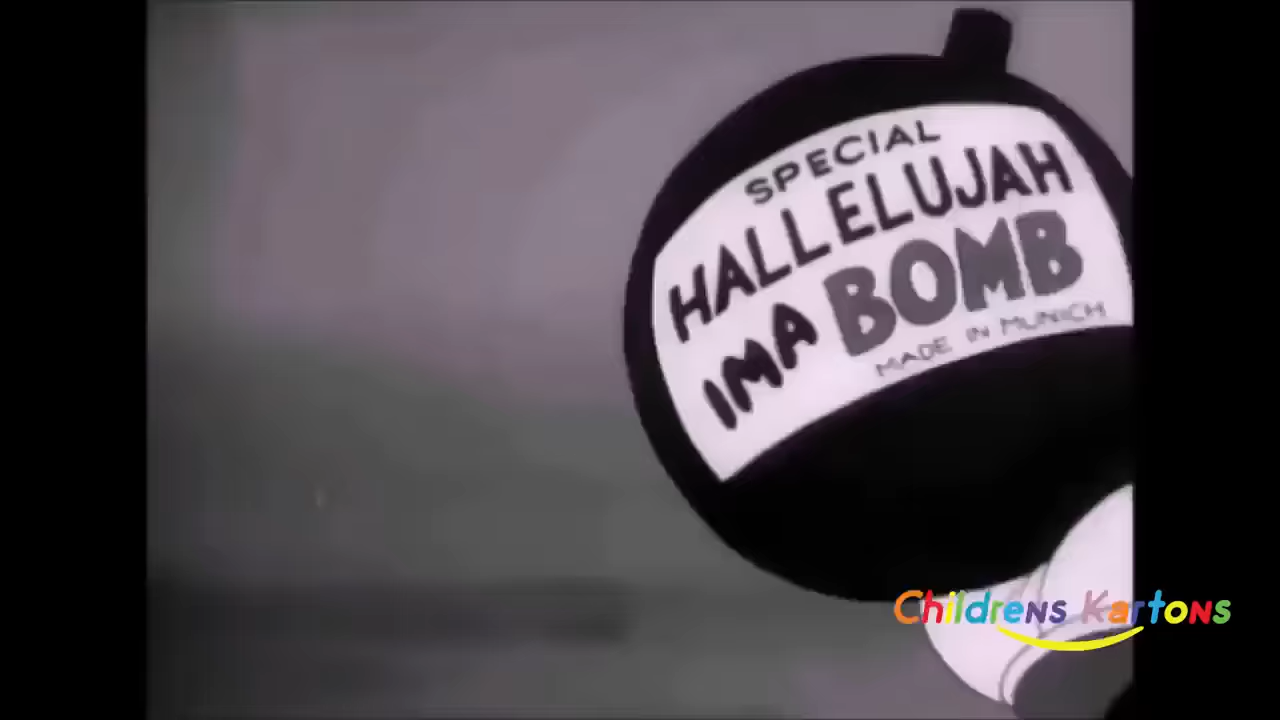 SPECIAL
HALLELUJAH
IMA BOMB
MADE IN MUNICH
Childrens Kartons